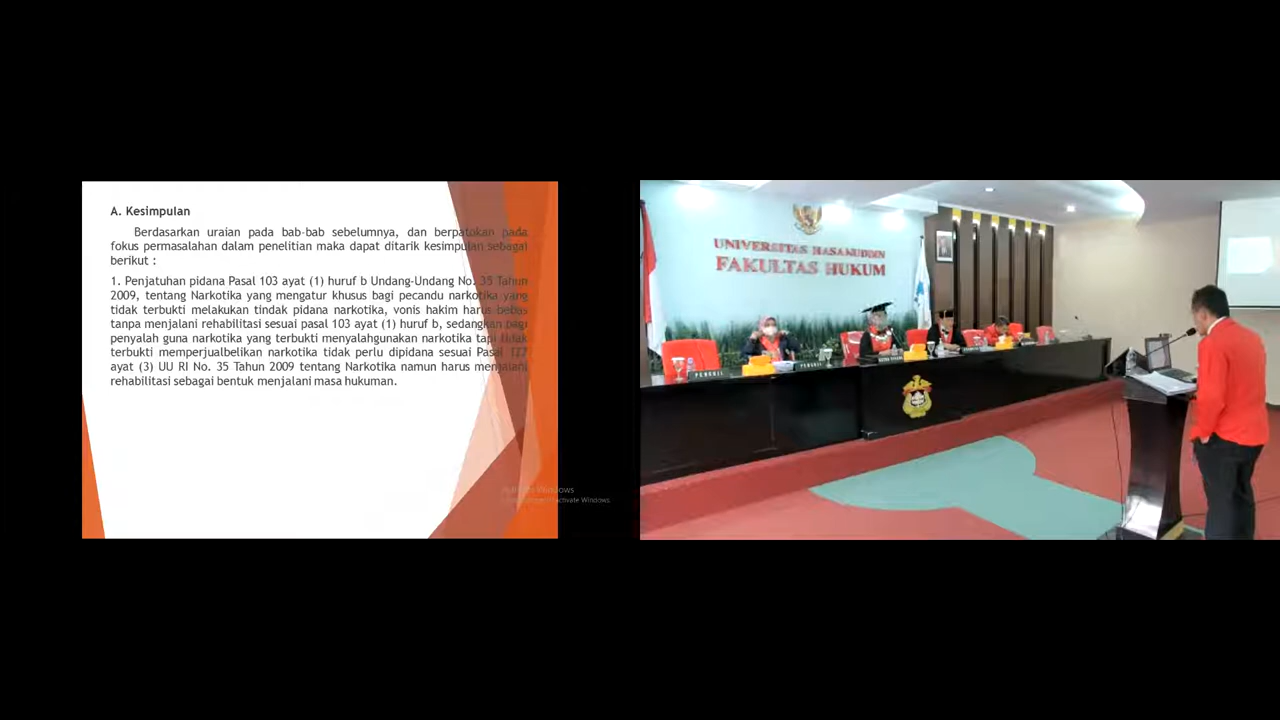 A. Kesimpulan
Berdasarkan uraian pada bab-bab sebelumnya, dan berpatokan pada
fokus permasalahan dalam penelitian maka dapat ditarik kesimpulan sebagai
berikut :
1. Penjatuhan pidana Pasal 103 ayat (1) huruf b Undang-Undang No. 35 Tahun
2009, tentang Narkotika yang mengatur khusus bagi pecandu narkotika yang
tidak terbukti melakukan tindak pidana narkotika, vonis hakim harus bebas
tanpa menjalani rehabilitasi sesuai pasal 103 ayat (1) huruf b, sedangkan bagi
penyalah guna narkotika yang terbukti menyalahgunakan narkotika tapi tidak
terbukti memperjualbelikan narkotika tidak perlu dipidana sesuai Pasal 127
ayat (3) UU RI No. 35 Tahun 2009 tentang Narkotika namun harus menjalani
rehabilitasi sebagai bentuk menjalani masa hukuman.
Windows
Activate Windows.
UNIVERSITAS HASANUDDIN
FAKULTAS HUKUM
PENGUJI
PENGUJI